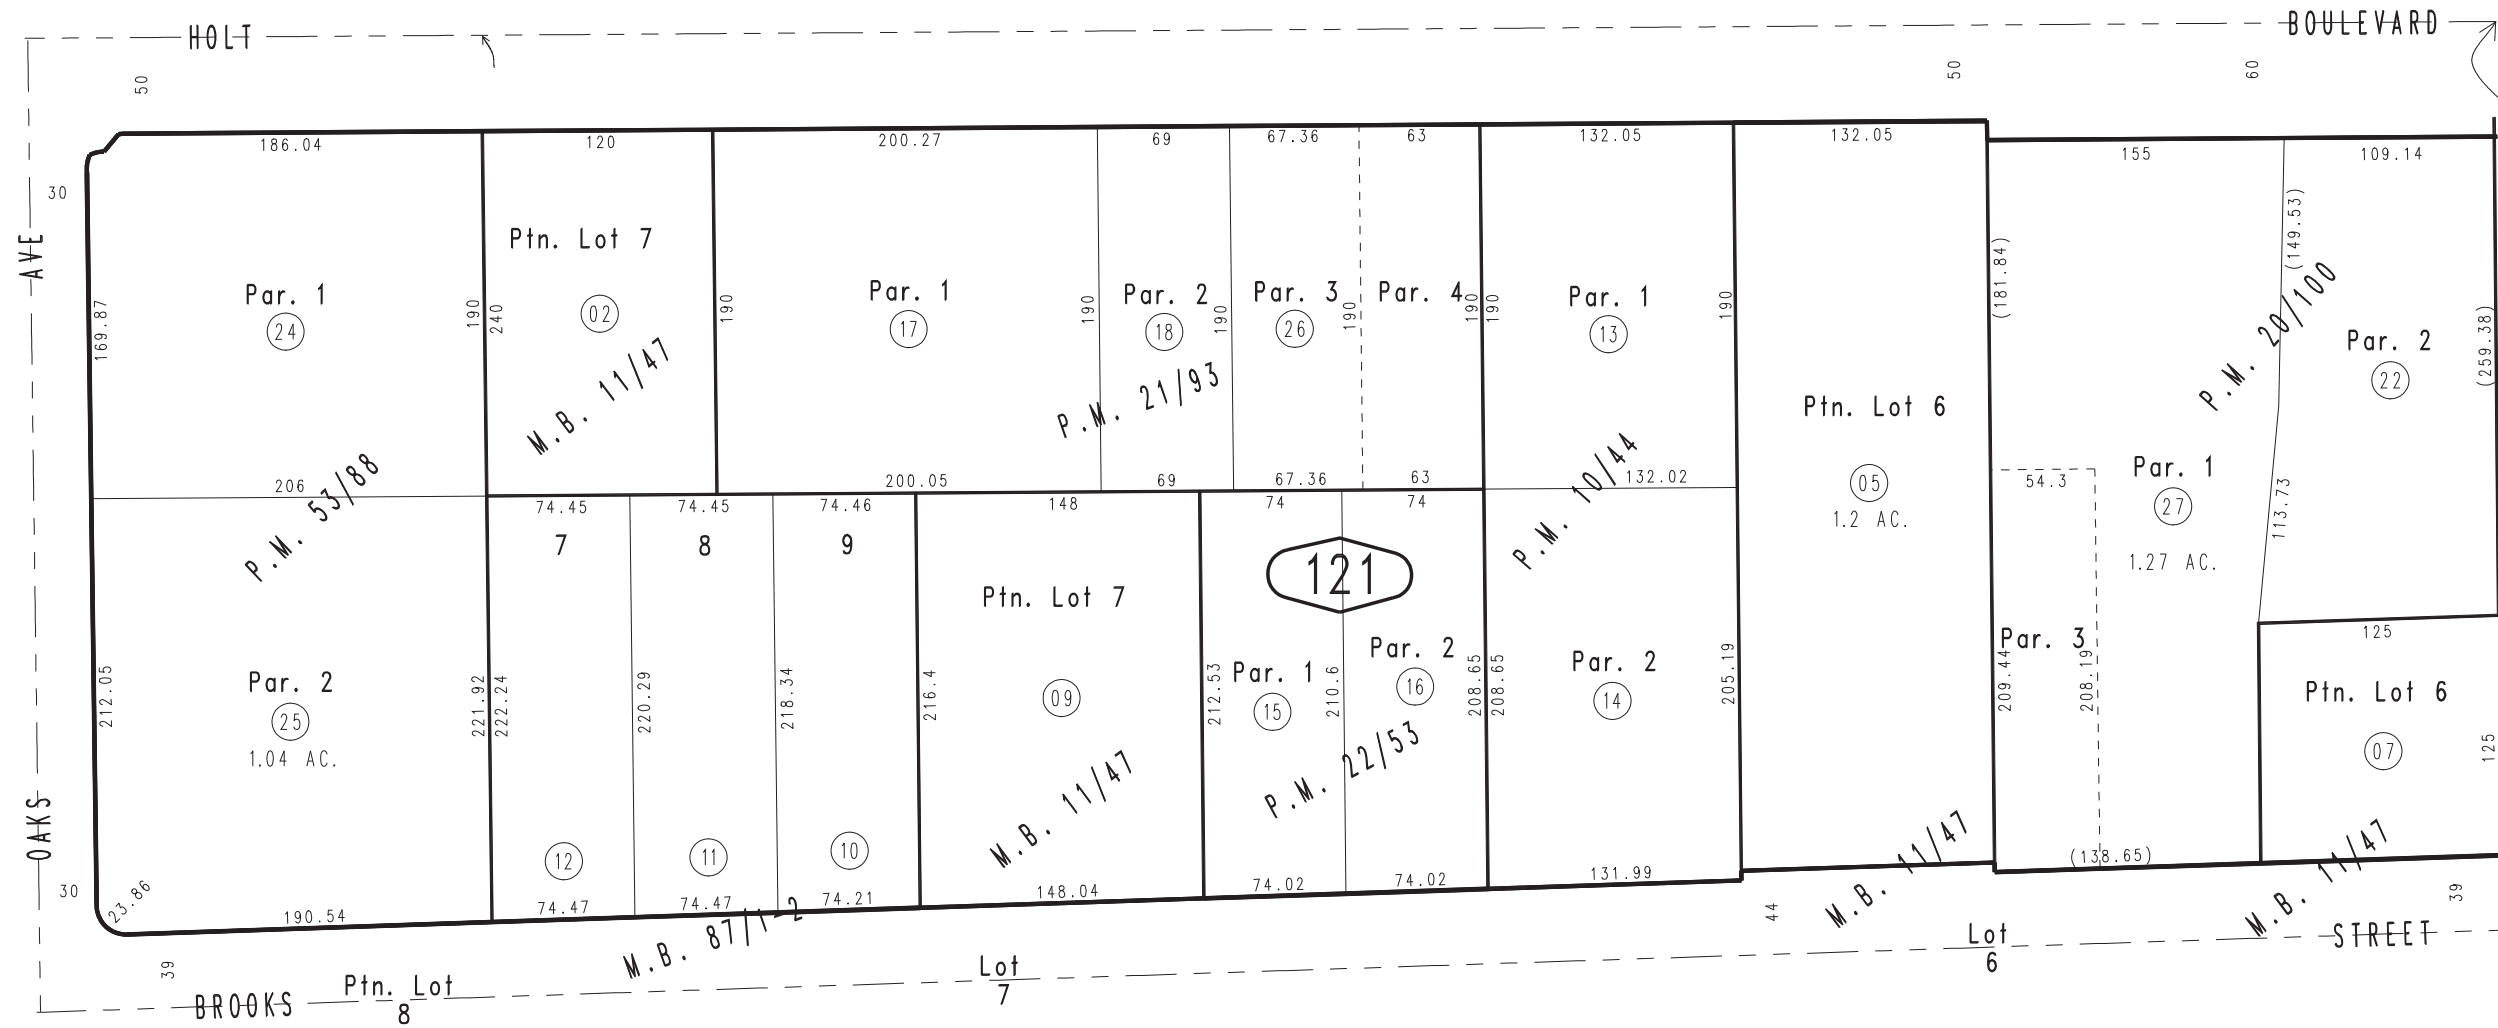 HOLT
BOULEVARD
50
50
60
186.04
120
200.27
69
67.36
63
132.05
132.05
155
109.14
30
AVE
Ptn. Lot 7
(149.53)
(181.84)
Par. 1
24
02
Par. 1
17
Par. 2
18
Par. 3
26
Par. 4
Par. 1
13
169.87
190
240
190
190
190
190
190
190
190
P.M. 20/100
Par. 2
22
(259.38)
M.B. 11/47
P.M. 21/93
Ptn. Lot 6
05
1.2 AC.
P.M. 53/88
206
200.05
69
67.36
63
P.M. 10/44
132.02
54.3
Par. 1
27
1.27 AC.
113.73
74.45
74.45
74.46
148
74
74
7
8
9
121
Ptn. Lot 7
09
Par. 2
25
1.04 AC.
212.05
221.92
222.24
220.29
218.34
216.4
212.53
Par. 1
15
210.6
Par. 2
16
208.65
208.65
Par. 2
14
205.19
Par. 3
209.44
208.19
125
Ptn. Lot 6
07
125
P.M. 22/53
M.B. 11/47
OAKS
12
11
10
30
23.86
190.54
74.47
74.47
74.21
148.04
74.02
74.02
131.99
(138.65)
M.B. 11/47
M.B. 11/47
M.B. 87/1-2
39
44
39
BROOKS
STREET
Ptn. Lot
8
Lot
7
Lot
6